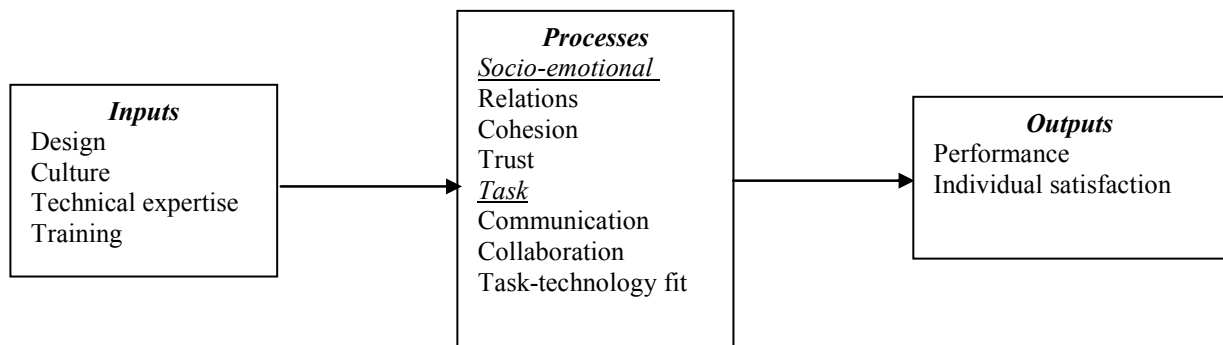 Inputs
Design
Culture
Technical expertise
Training
Processes
Socio-emotional
Relations
Cohesion
Trust
Task
Communication
Collaboration
Task-technology fit
Outputs
Performance
Individual satisfaction